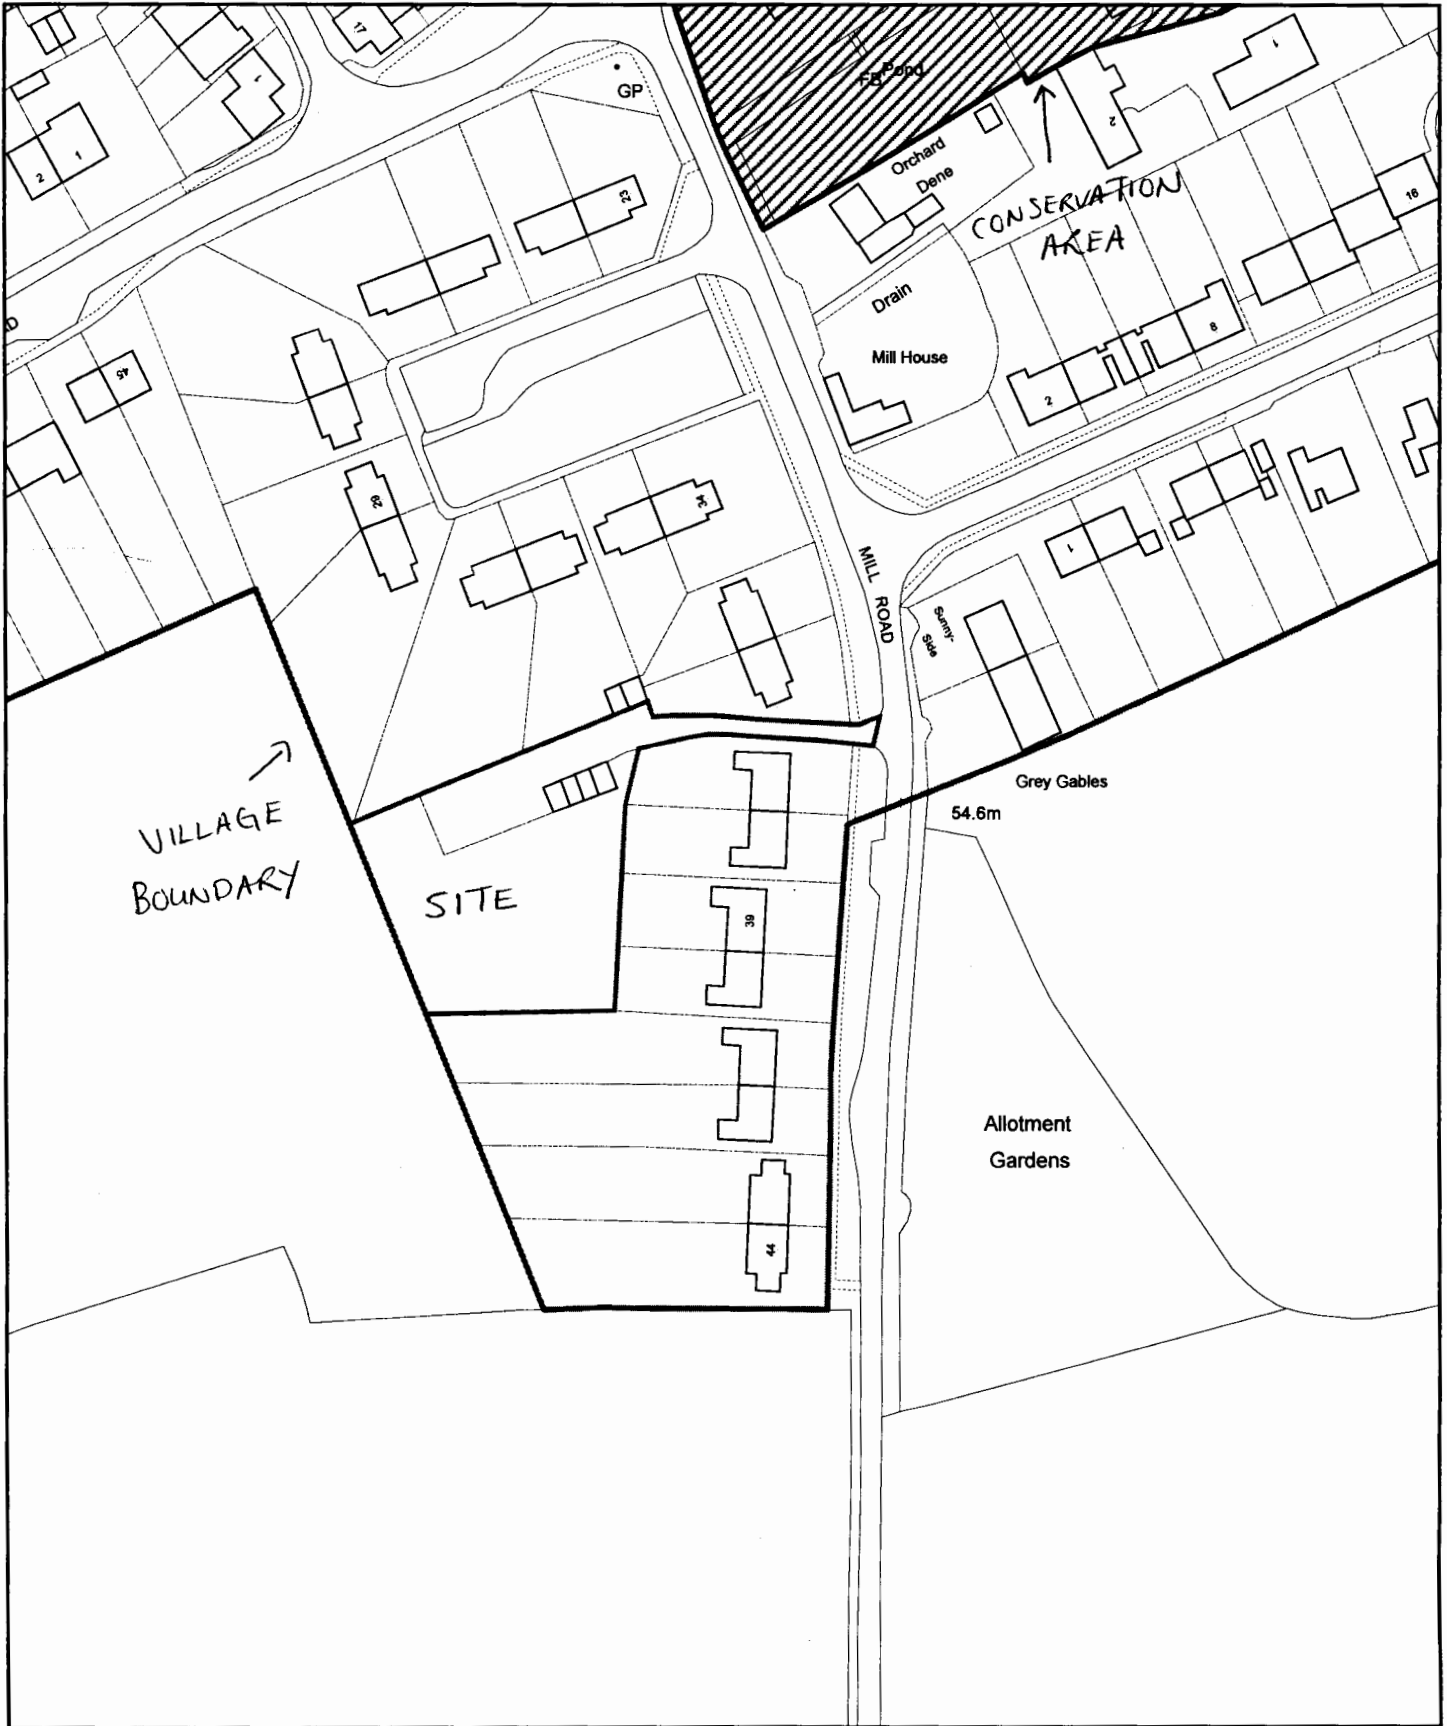 17
1
GP
FB Pond
1
2
1
2
Orchard
Dene
CONSERVATION
AREA
23
16
Drain
Mill House
45
8
2
29
34
MILL ROAD
1
Sunny-
Side
Grey Gables
54.6m
VILLAGE
BOUNDARY
SITE
39
Allotment
Gardens
44